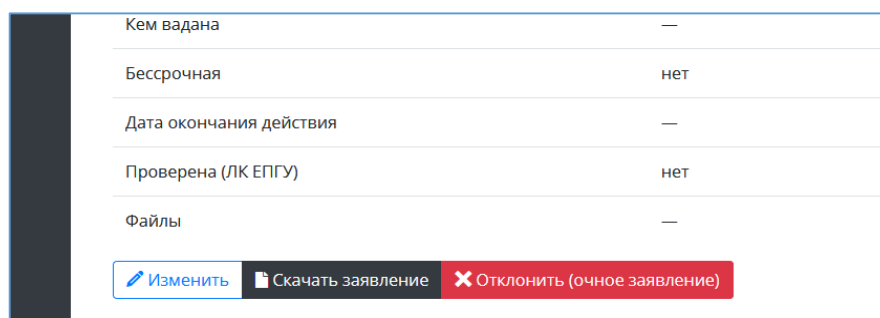 Кем вадана —
Бессрочная нет
Дата окончания действия —
Проверена (ЛК ЕПГУ) нет
Файлы —
Изменить Скачать заявление Отклонить (очное заявление)